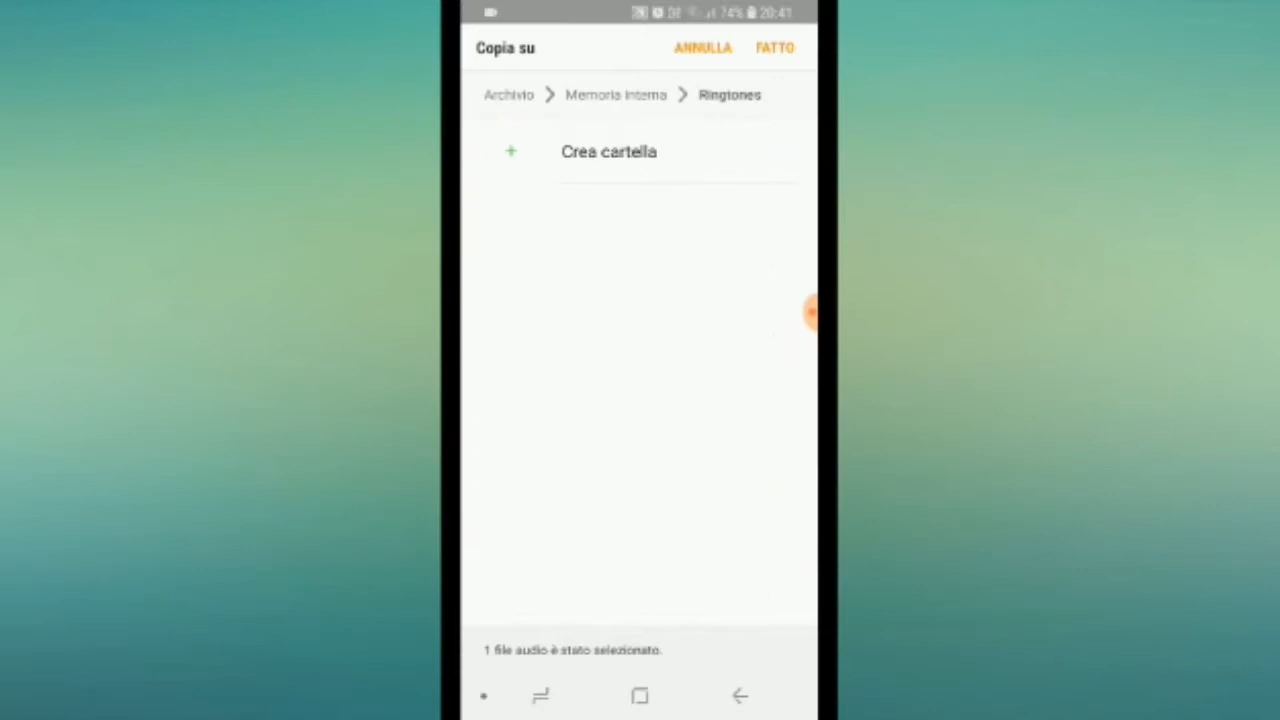 74% 20:41
Copia su ANNULLA FATTO
Archivio Memoria interna Ringtones
+ Crea cartella
1 file audio è stato selezionato.